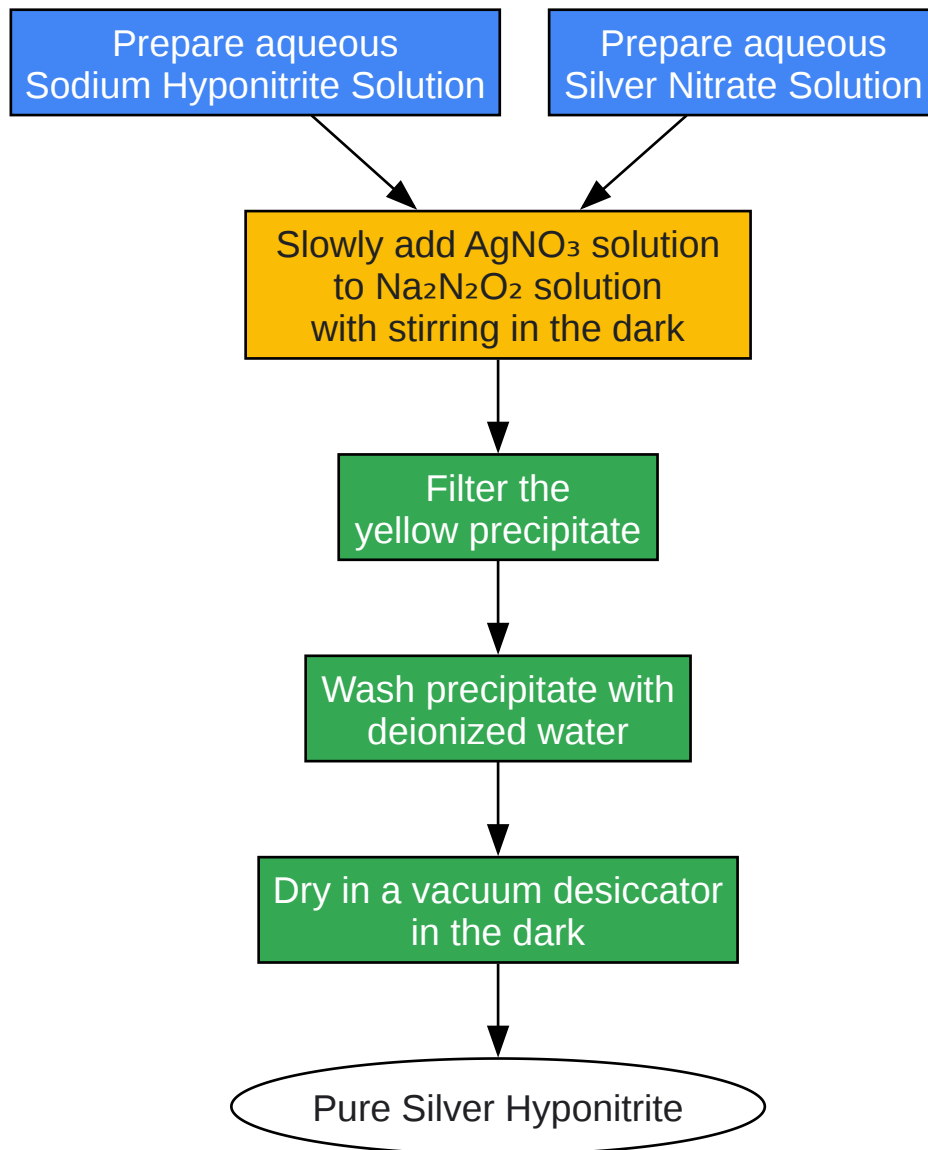 Prepare aqueous
Sodium Hyponitrite Solution
Prepare aqueous
Silver Nitrate Solution
Slowly add AgNO₃ solution
to Na₂N₂O₂ solution
with stirring in the dark
Filter the
yellow precipitate
Wash precipitate with
deionized water
Dry in a vacuum desiccator
in the dark
Pure Silver Hyponitrite